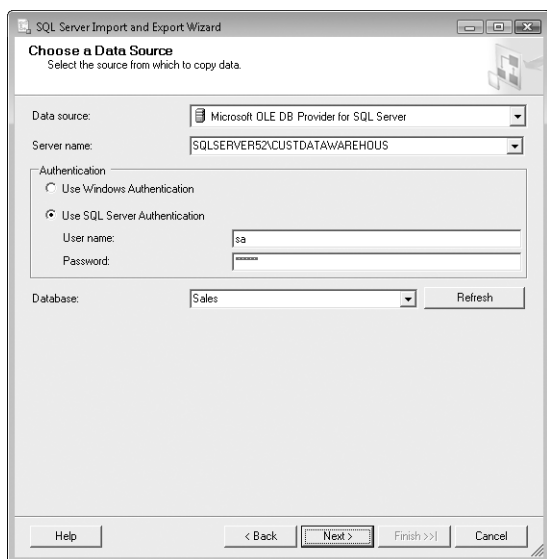 SQL Server Import and Export Wizard
Choose a Data Source
Select the source from which to copy data.
Data source: Microsoft OLE DB Provider for SQL Server
Server name: SQLSERVER52\CUSTDATAWAREHOUS
Authentication
Use Windows Authentication
Use SQL Server Authentication
User name: sa
Password: ******
Database: Sales Refresh
Help < Back Next > Finish >>| Cancel